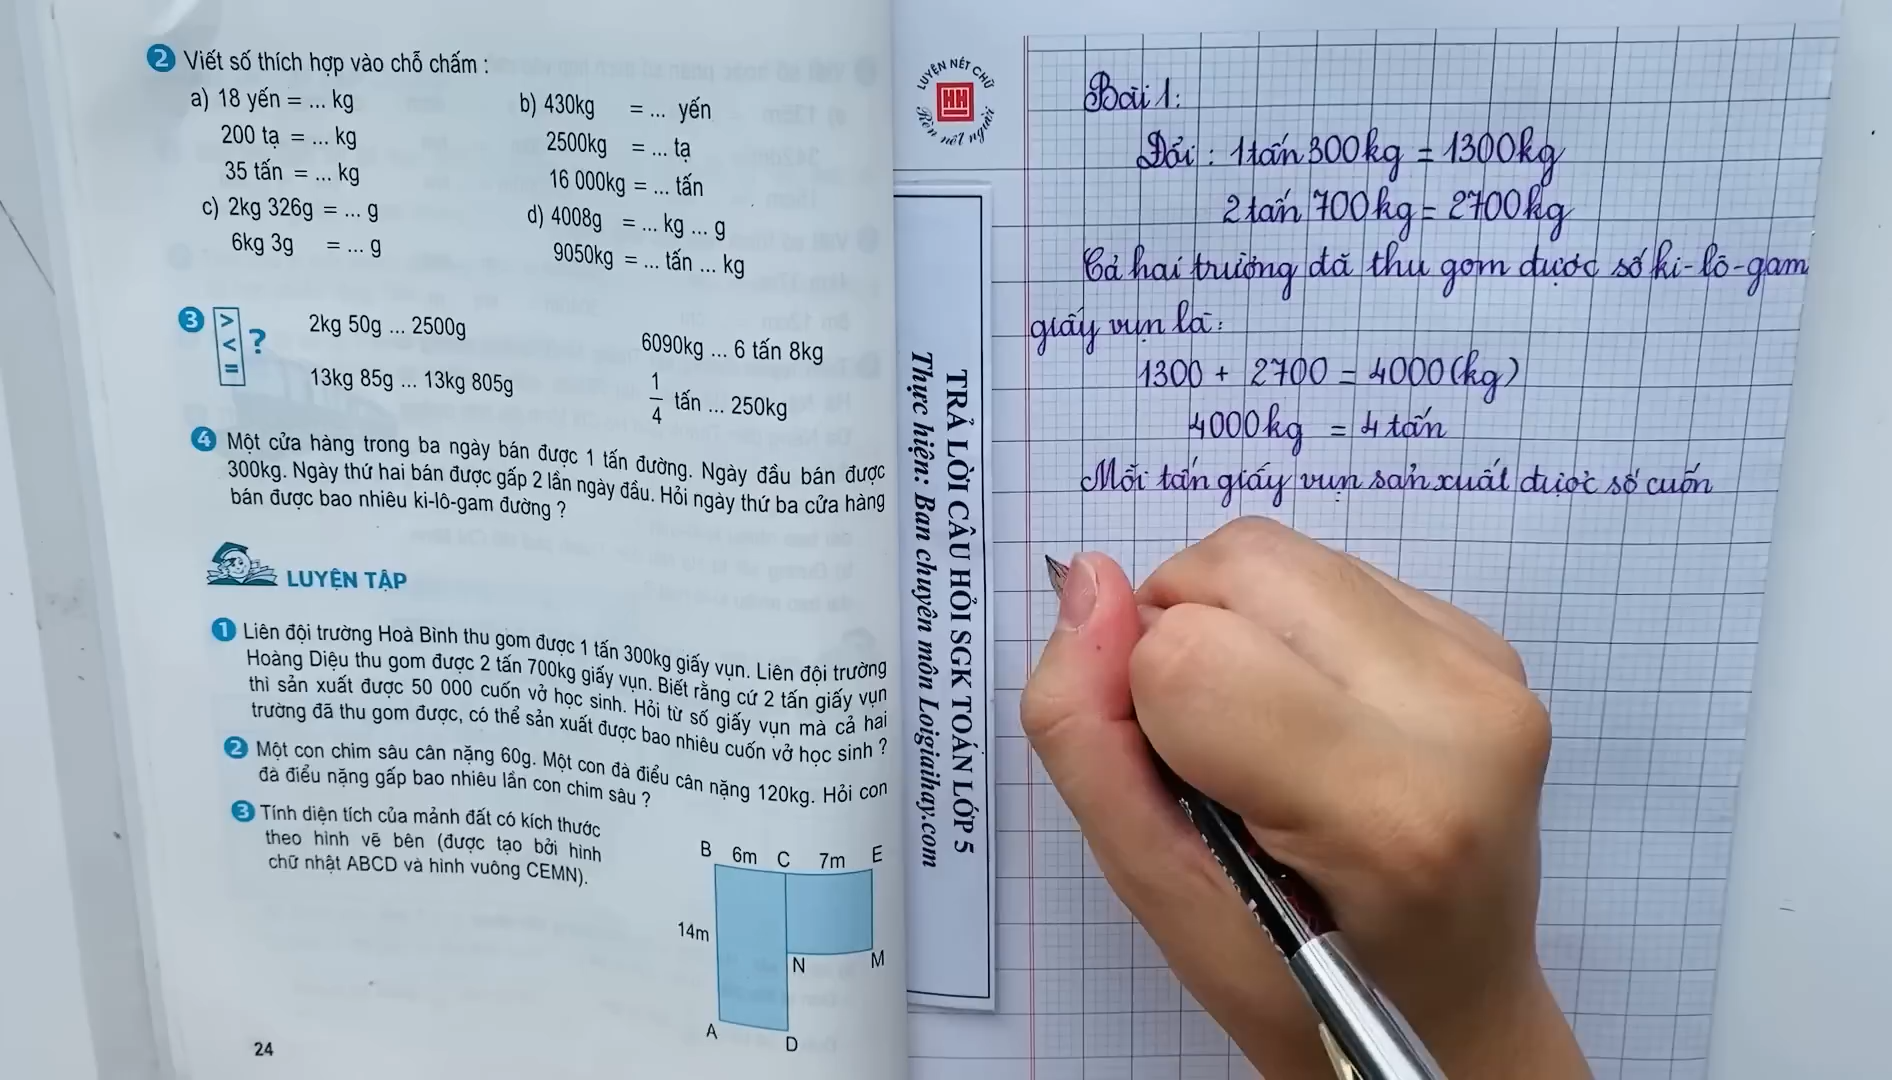 2 Viết số thích hợp vào chỗ chấm :
a) 18 yến = ... kg
200 tạ = ... kg
35 tấn = ... kg
b) 430kg = ... yến
2500kg = ... tạ
16 000kg = ... tấn
c) 2kg 326g = ... g
6kg 3g = ... g
d) 4008g = ... kg ... g
9050kg = ... tấn ... kg
3 > < = ?
2kg 50g ... 2500g
13kg 85g ... 13kg 805g
6090kg ... 6 tấn 8kg
1/4 tấn ... 250kg
4 Một cửa hàng trong ba ngày bán được 1 tấn đường. Ngày đầu bán được
300kg. Ngày thứ hai bán được gấp 2 lần ngày đầu. Hỏi ngày thứ ba cửa hàng
bán được bao nhiêu ki-lô-gam đường ?
LUYỆN TẬP
1 Liên đội trường Hoà Bình thu gom được 1 tấn 300kg giấy vụn. Liên đội trường
Hoàng Diệu thu gom được 2 tấn 700kg giấy vụn. Biết rằng cứ 2 tấn giấy vụn
thì sản xuất được 50 000 cuốn vở học sinh. Hỏi từ số giấy vụn mà cả hai
trường đã thu gom được, có thể sản xuất được bao nhiêu cuốn vở học sinh ?
2 Một con chim sâu cân nặng 60g. Một con đà điểu cân nặng 120kg. Hỏi con
đà điểu nặng gấp bao nhiêu lần con chim sâu ?
3 Tính diện tích của mảnh đất có kích thước
theo hình vẽ bên (được tạo bởi hình
chữ nhật ABCD và hình vuông CEMN).
B 6m C 7m E
14m
N M
A D
24
LUYỆN NÉT CHỮ
HH
Rèn nết người
TRẢ LỜI CÂU HỎI SGK TOÁN LỚP 5
Thực hiện: Ban chuyên môn Loigiaihay.com
Bài 1:
Đổi : 1 tấn 300kg = 1300kg
2 tấn 700kg = 2700kg
Cả hai trường đã thu gom được số ki-lô-gam
giấy vụn là:
1300 + 2700 = 4000(kg)
4000kg = 4 tấn
Mỗi tấn giấy vụn sản xuất được số cuốn